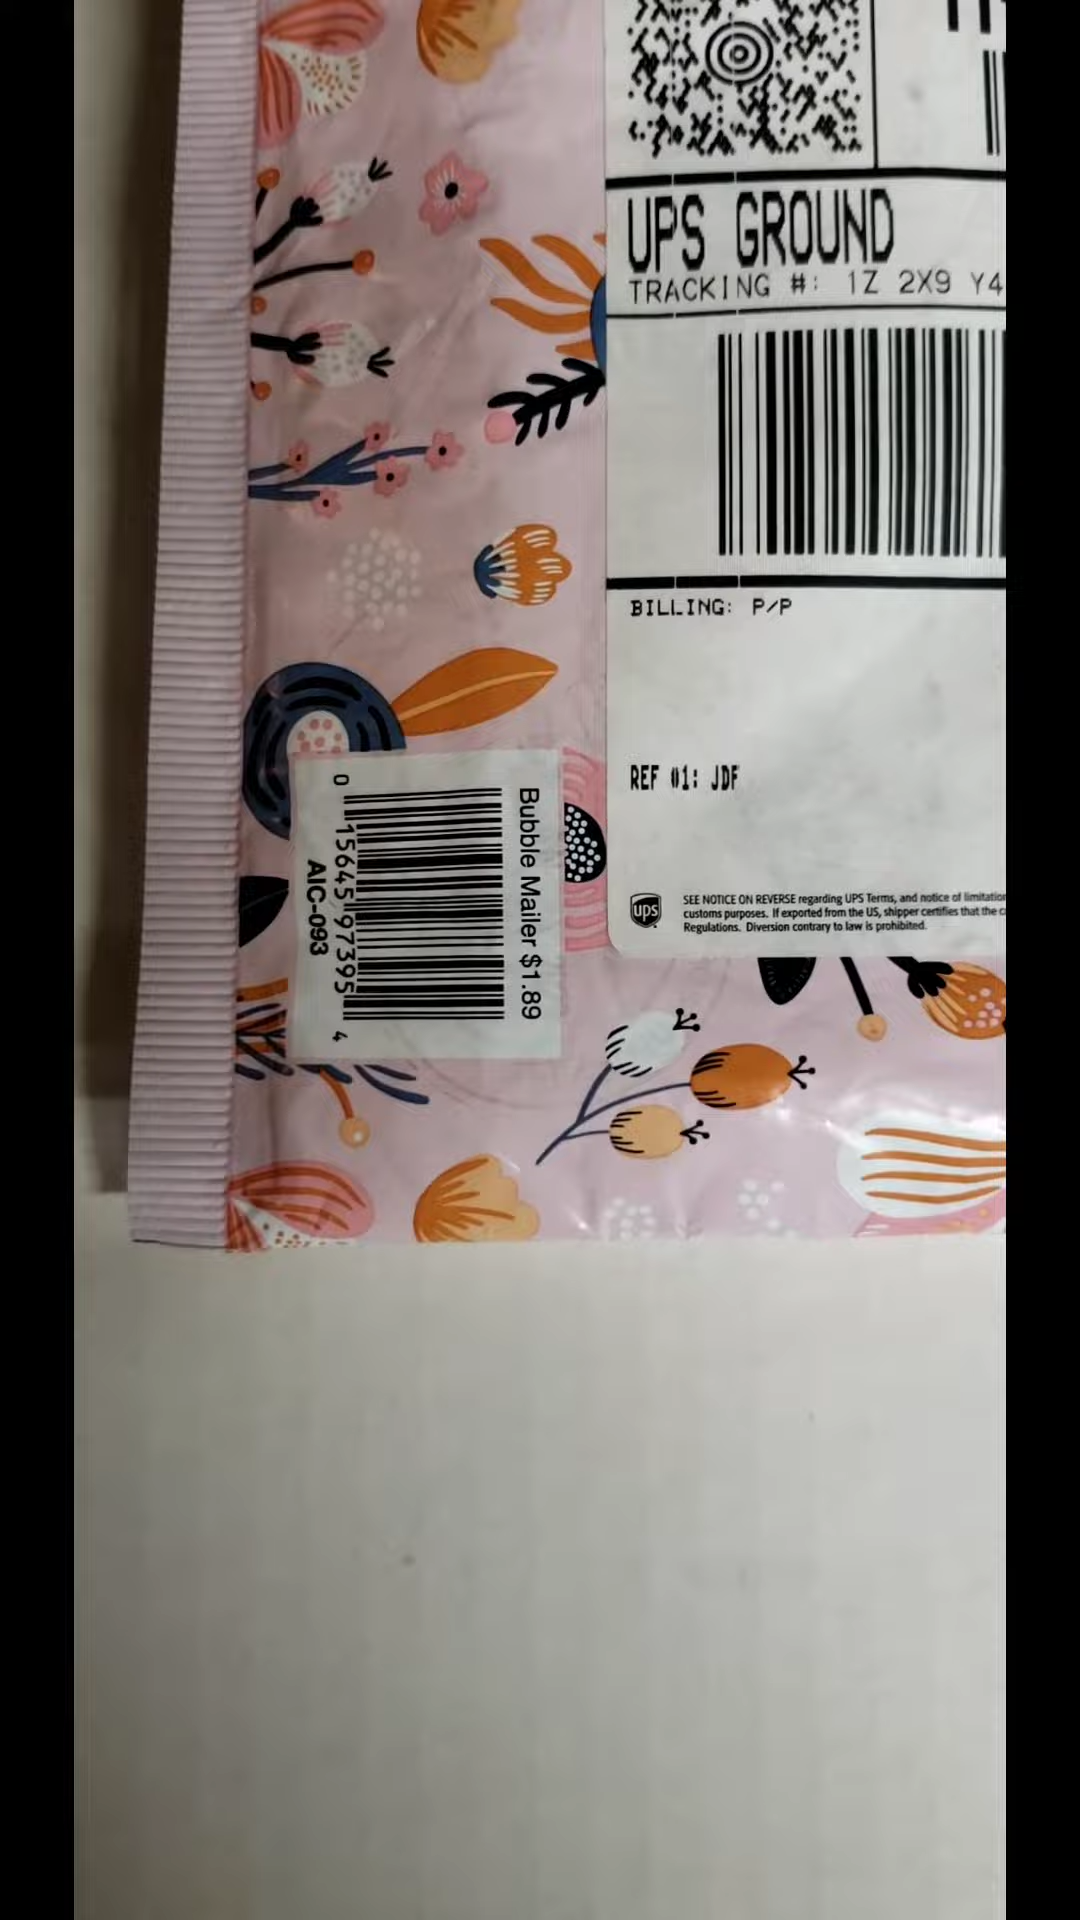 UPS GROUND
TRACKING #: 1Z 2X9 Y4
BILLING: P/P
REF #1: JDF
ups
SEE NOTICE ON REVERSE regarding UPS Terms, and notice of limitation
customs purposes. If exported from the US, shipper certifies that the c
Regulations. Diversion contrary to law is prohibited.
Bubble Mailer $1.89
0 15645 97395 4
AIC-093